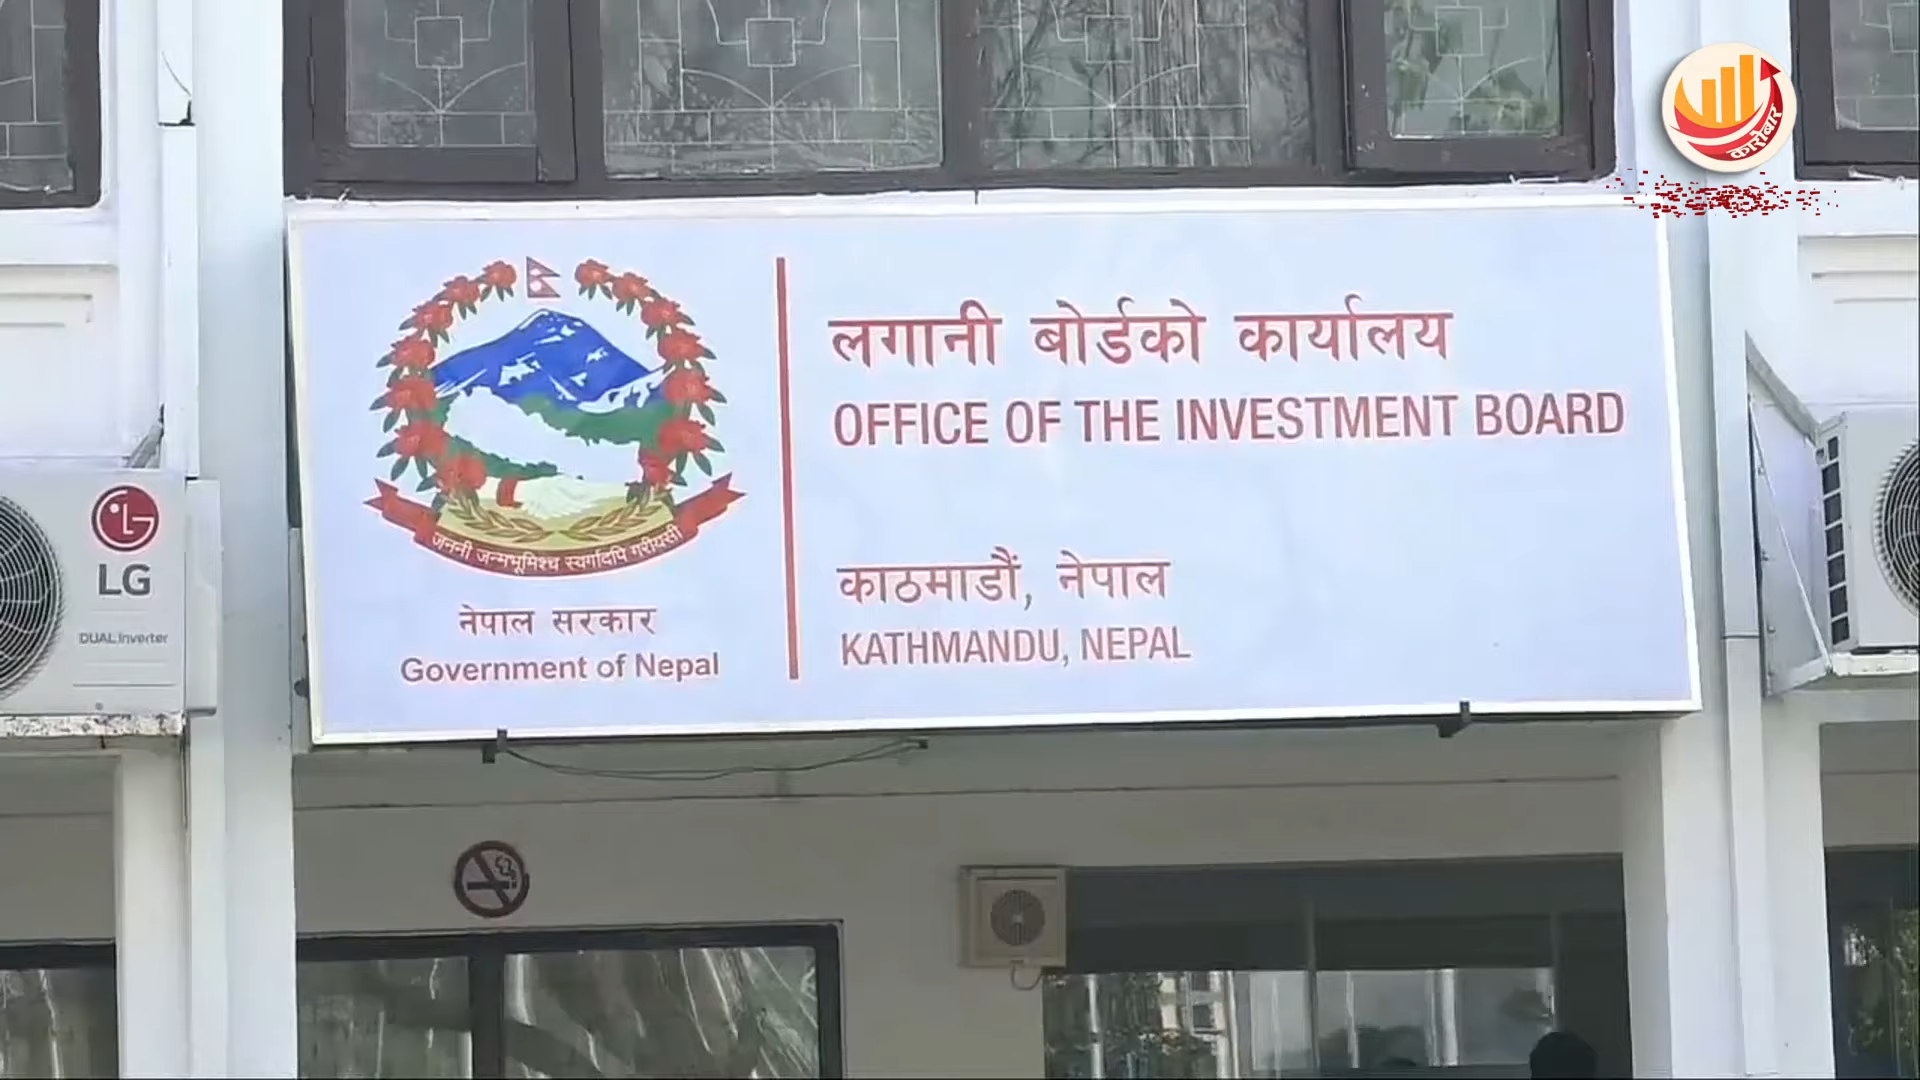 कारोबार
लगानी बोर्डको कार्यालय
OFFICE OF THE INVESTMENT BOARD
काठमाडौं, नेपाल
KATHMANDU, NEPAL
जननी जन्मभूमिश्च स्वर्गादपि गरीयसी
नेपाल सरकार
Government of Nepal
LG
DUAL Inverter